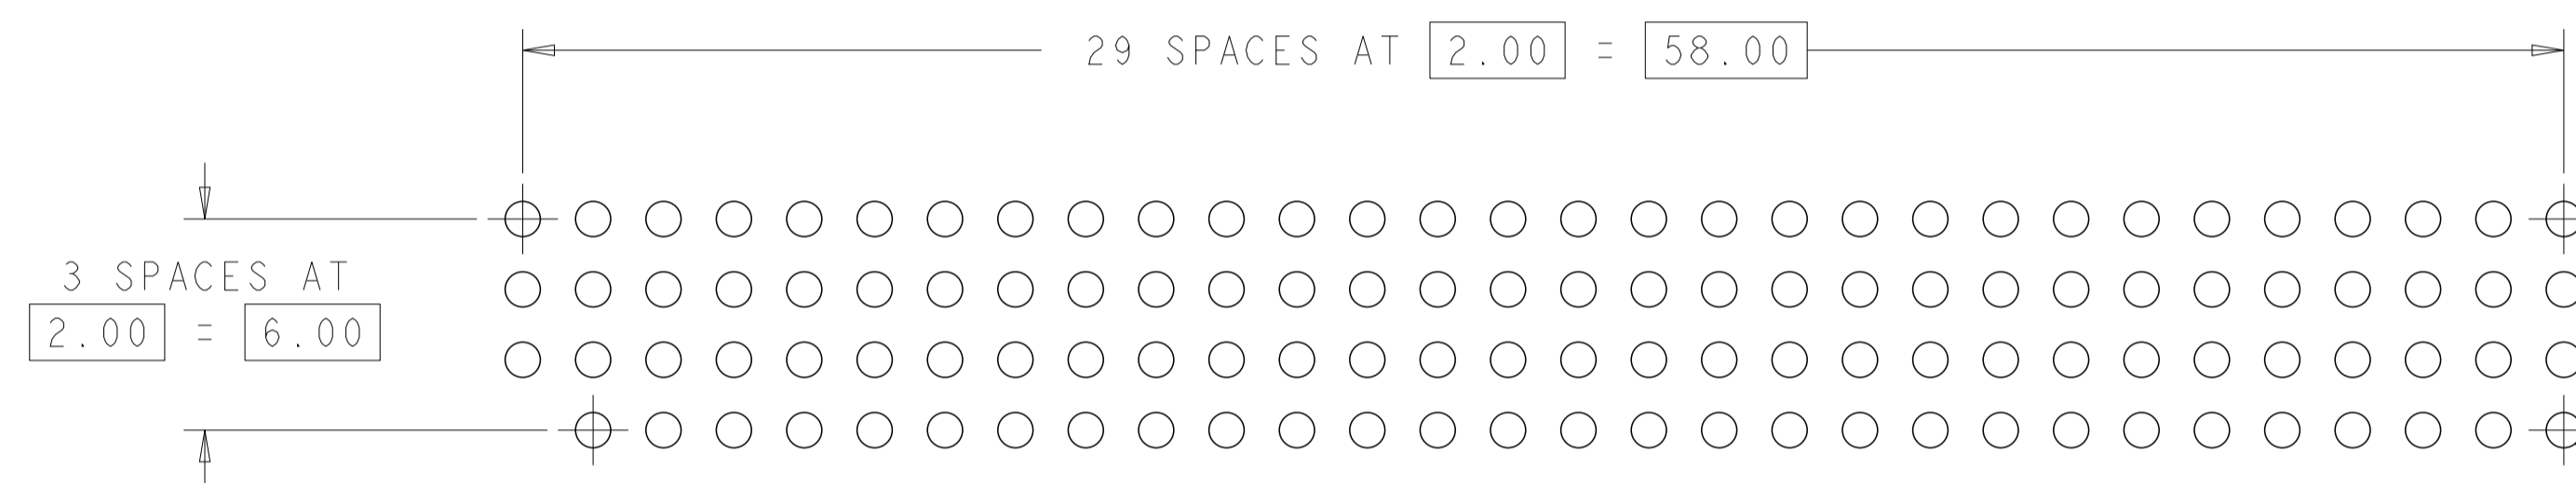 29 SPACES AT 2.00 = 58.00
3 SPACES AT
2.00 = 6.00